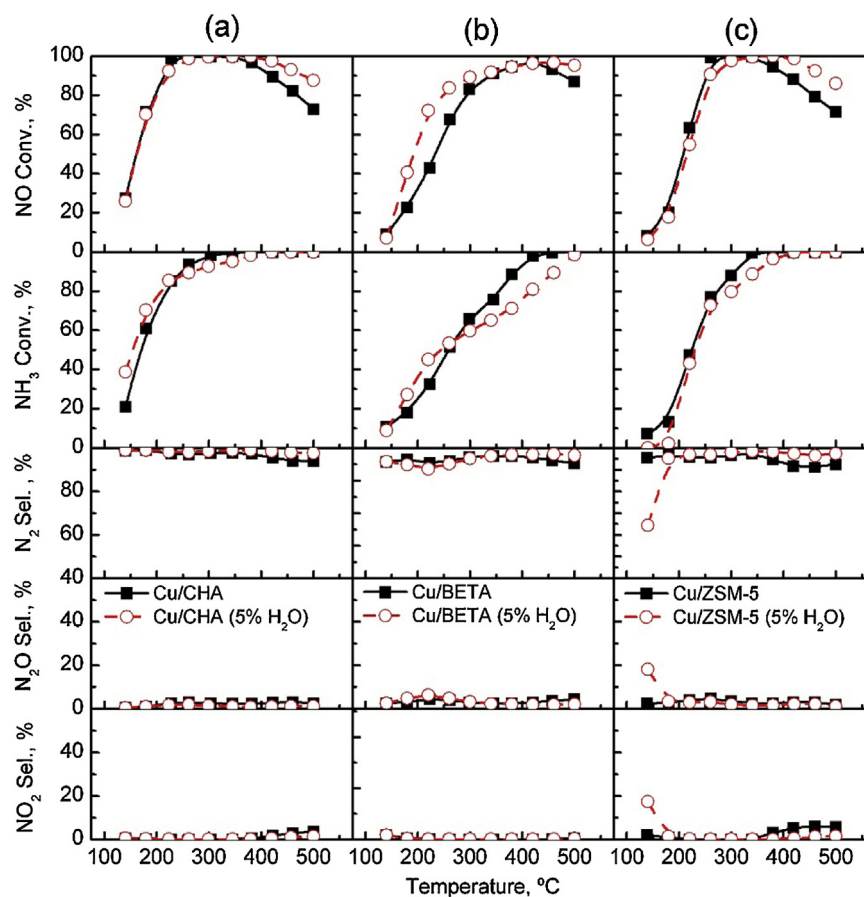 (a) (b) (c)
NO Conv., %
100
80
60
40
20
0
NH₃ Conv., %
80
60
40
20
0
N₂ Sel., %
80
60
40
N₂O Sel., %
40
20
0
Cu/CHA
Cu/CHA (5% H₂O)
Cu/BETA
Cu/BETA (5% H₂O)
Cu/ZSM-5
Cu/ZSM-5 (5% H₂O)
NO₂ Sel., %
40
20
0
100 200 300 400 500 100 200 300 400 500 100 200 300 400 500
Temperature, ºC